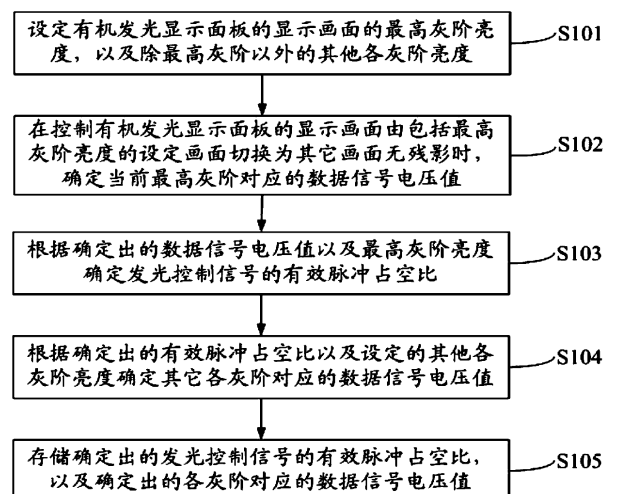 设定有机发光显示面板的显示画面的最高灰阶亮
度，以及除最高灰阶以外的其他各灰阶亮度
S101
在控制有机发光显示面板的显示画面由包括最高
灰阶亮度的设定画面切换为其它画面无残影时，
确定当前最高灰阶对应的数据信号电压值
S102
根据确定出的数据信号电压值以及最高灰阶亮度
确定发光控制信号的有效脉冲占空比
S103
根据确定出的有效脉冲占空比以及设定的其他各
灰阶亮度确定其它各灰阶对应的数据信号电压值
S104
存储确定出的发光控制信号的有效脉冲占空比，
以及确定出的各灰阶对应的数据信号电压值
S105